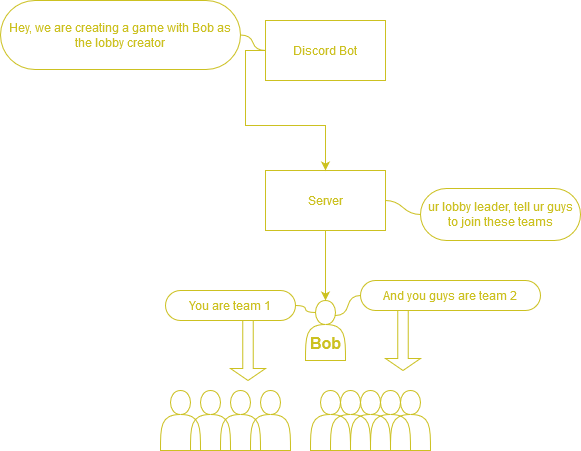 Hey, we are creating a game with Bob as
the lobby creator
Discord Bot
Server
ur lobby leader, tell ur guys
to join these teams
You are team 1
And you guys are team 2
Bob